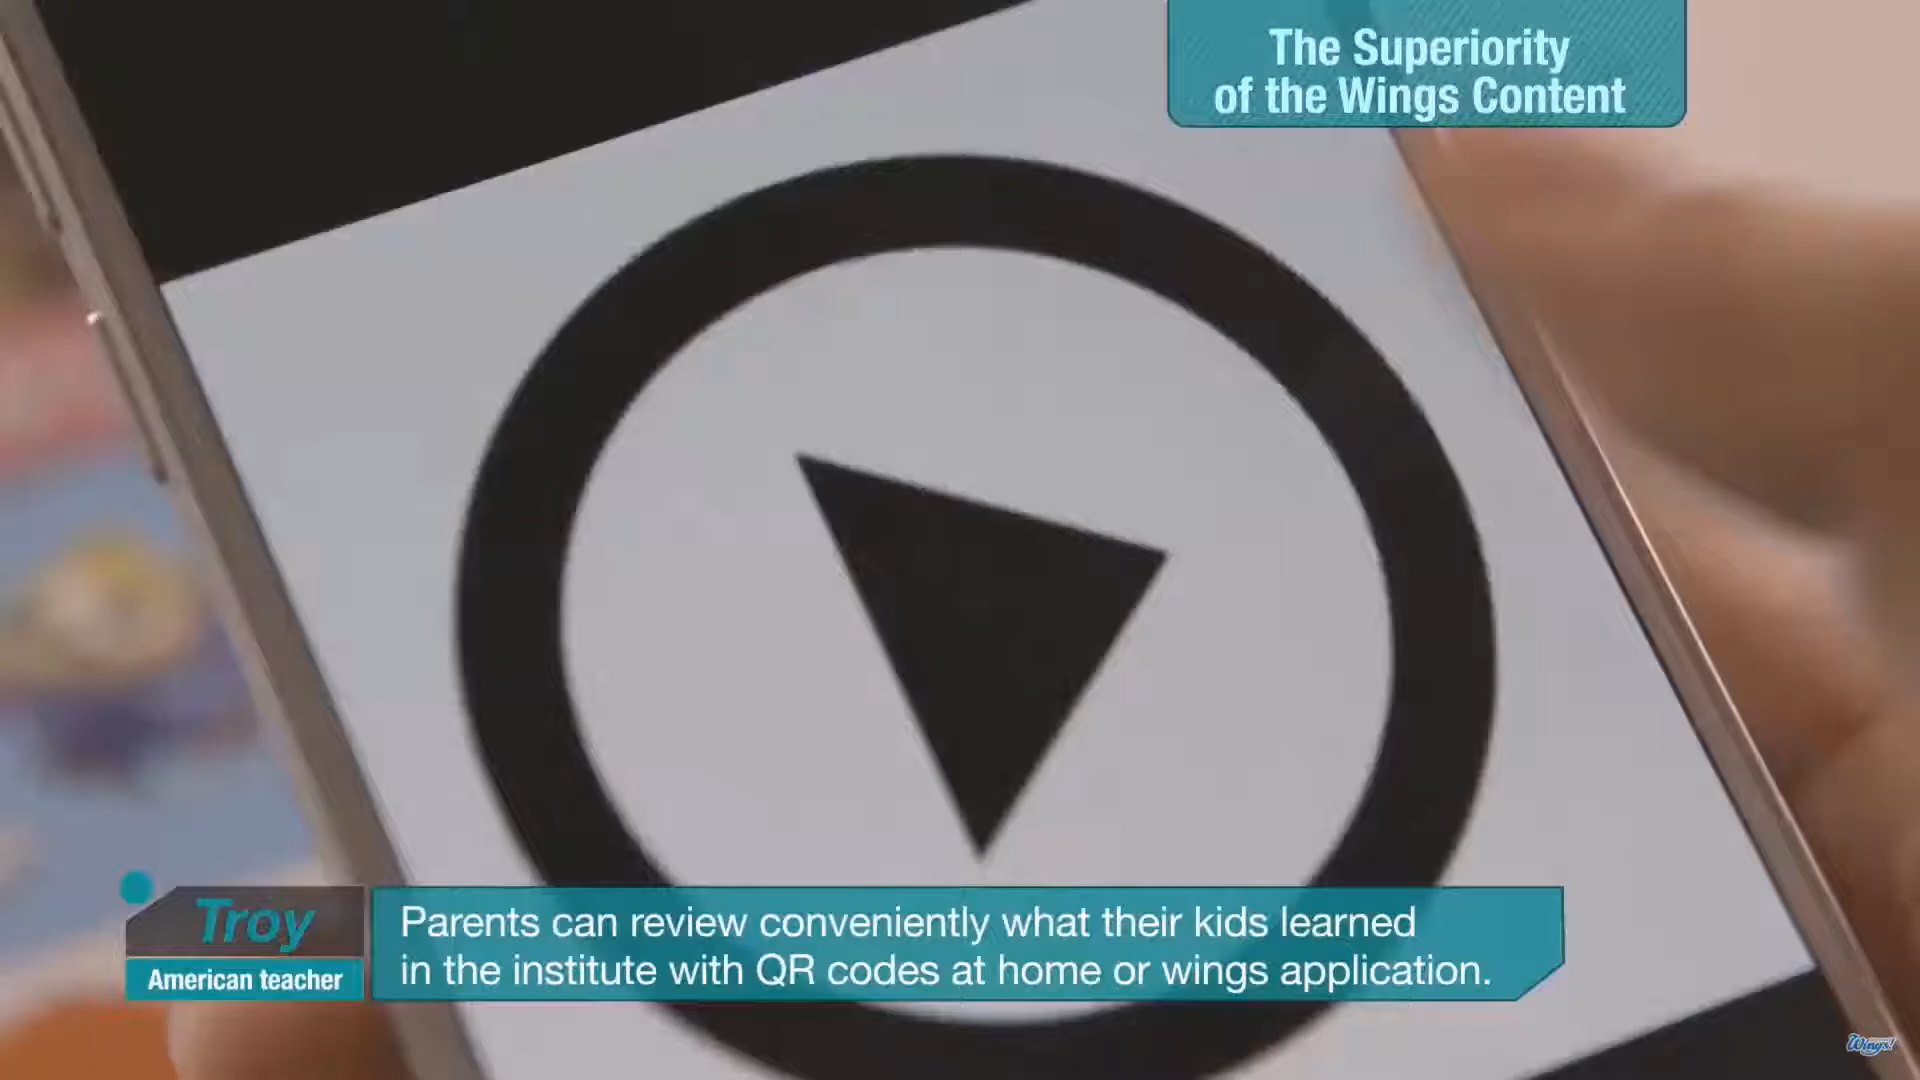 The Superiority
of the Wings Content
Troy
American teacher
Parents can review conveniently what their kids learned
in the institute with QR codes at home or wings application.
Wings!